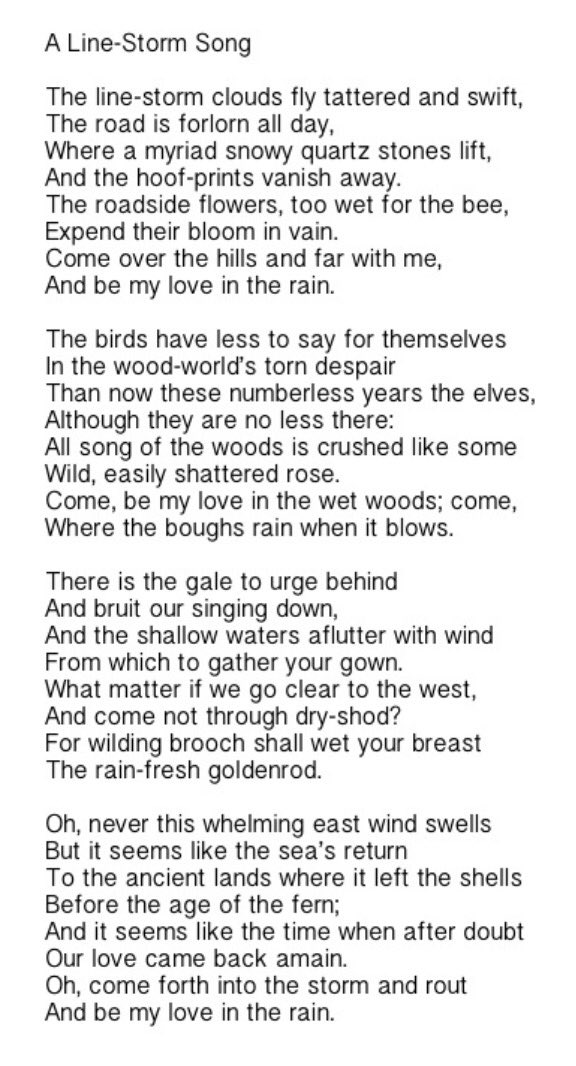 A Line-Storm Song

The line-storm clouds fly tattered and swift,
The road is forlorn all day,
Where a myriad snowy quartz stones lift,
And the hoof-prints vanish away.
The roadside flowers, too wet for the bee,
Expend their bloom in vain.
Come over the hills and far with me,
And be my love in the rain.

The birds have less to say for themselves
In the wood-world's torn despair
Than now these numberless years the elves,
Although they are no less there:
All song of the woods is crushed like some
Wild, easily shattered rose.
Come, be my love in the wet woods; come,
Where the boughs rain when it blows.

There is the gale to urge behind
And bruit our singing down,
And the shallow waters aflutter with wind
From which to gather your gown.
What matter if we go clear to the west,
And come not through dry-shod?
For wilding brooch shall wet your breast
The rain-fresh goldenrod.

Oh, never this whelming east wind swells
But it seems like the sea's return
To the ancient lands where it left the shells
Before the age of the fern;
And it seems like the time when after doubt
Our love came back amain.
Oh, come forth into the storm and rout
And be my love in the rain.